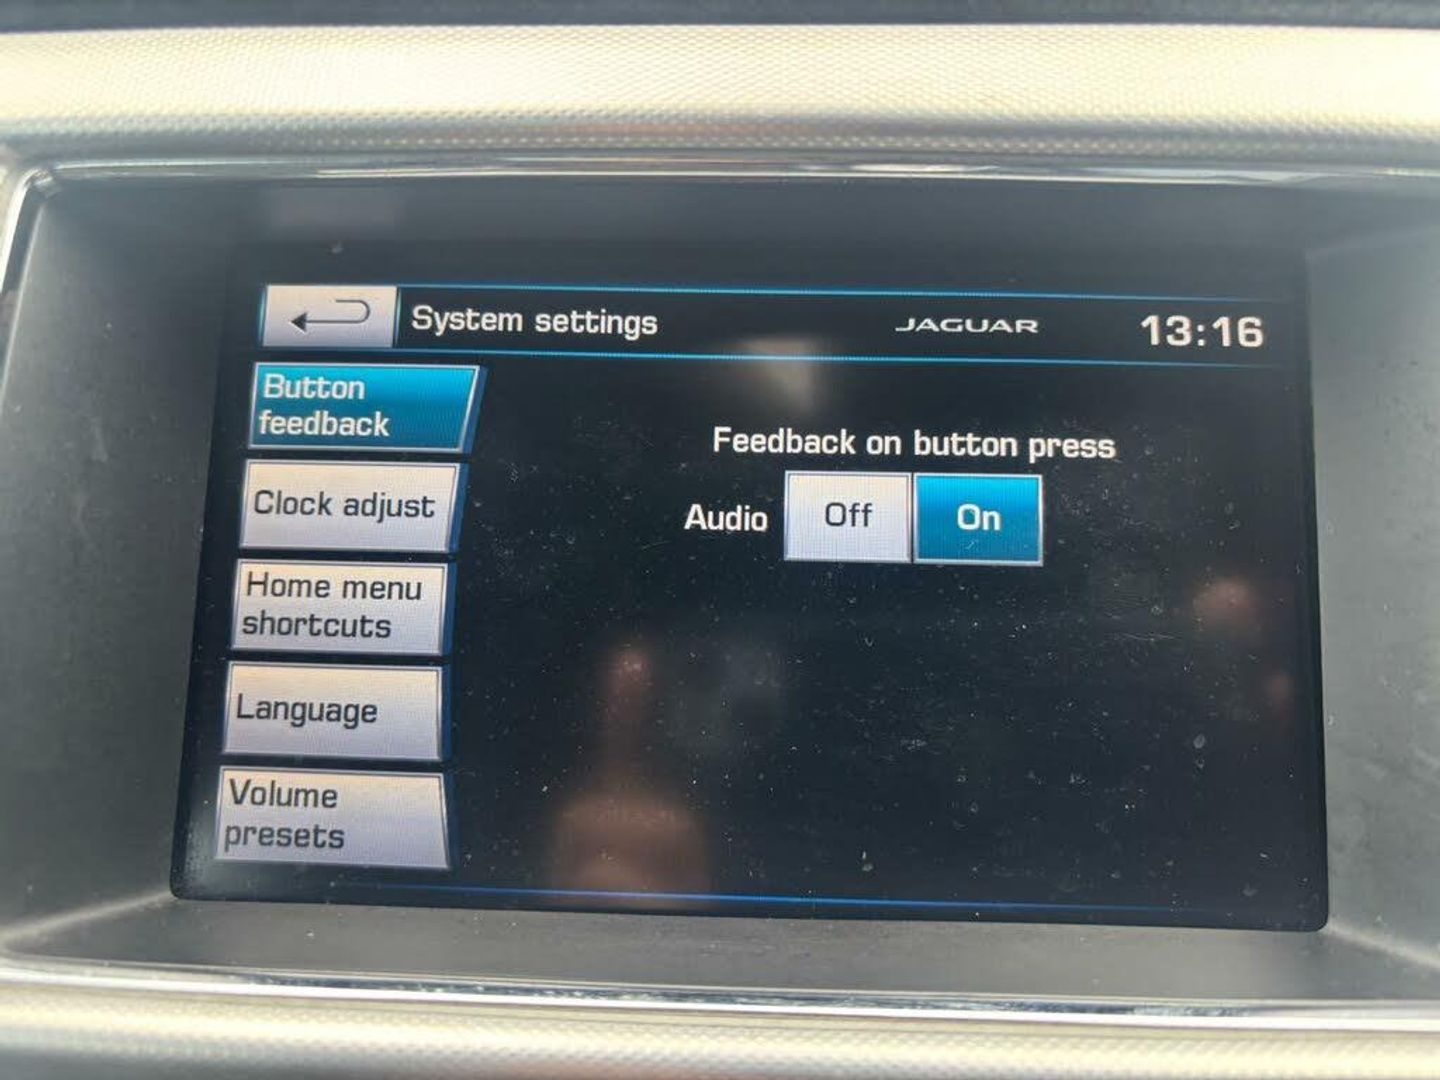 System settings
JAGUAR
13:16
Button
feedback
Clock adjust
Home menu
shortcuts
Language
Volume
presets
Feedback on button press
Audio
Off
On